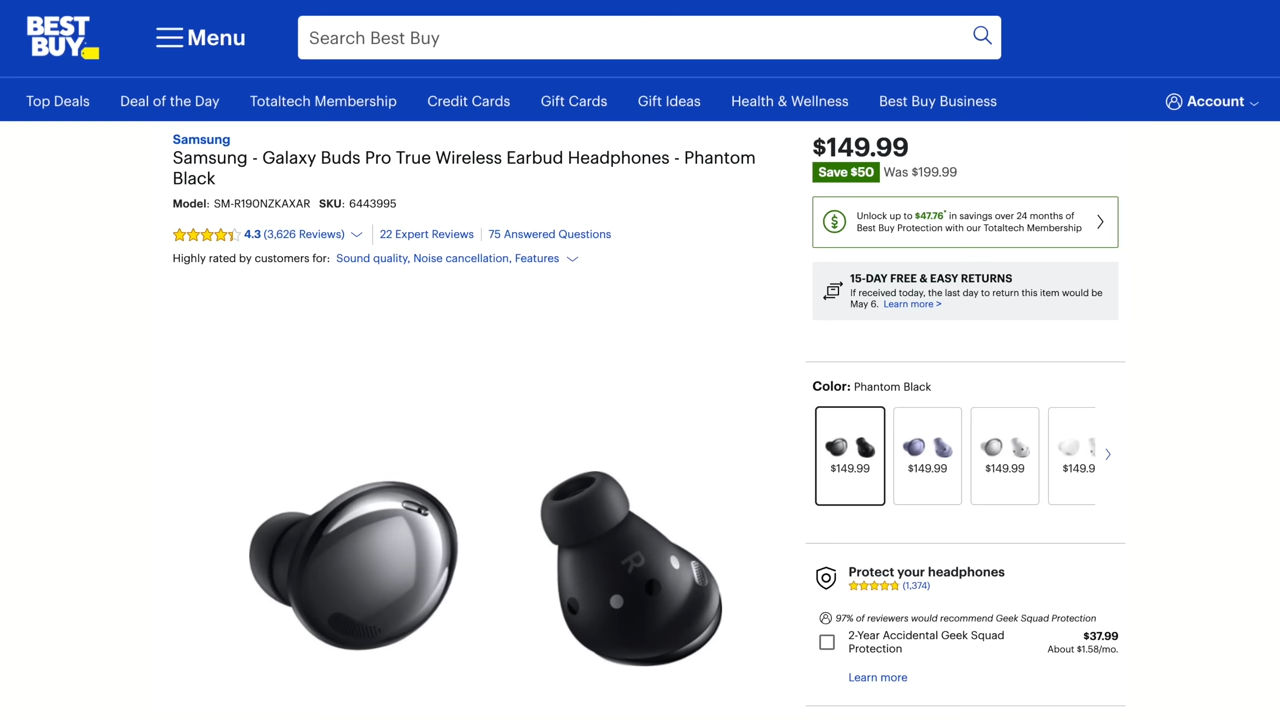 BEST
BUY
Menu
Search Best Buy
Top Deals
Deal of the Day
Totaltech Membership
Credit Cards
Gift Cards
Gift Ideas
Health & Wellness
Best Buy Business
Account
Samsung
Samsung - Galaxy Buds Pro True Wireless Earbud Headphones - Phantom
Black
Model: SM-R190NZKAXAR SKU: 6443995
4.3 (3,626 Reviews)
22 Expert Reviews
75 Answered Questions
Highly rated by customers for: Sound quality, Noise cancellation, Features
R
$149.99
Save $50 Was $199.99
Unlock up to $47.76* in savings over 24 months of
Best Buy Protection with our Totaltech Membership
15-DAY FREE & EASY RETURNS
If received today, the last day to return this item would be
May 6. Learn more >
Color: Phantom Black
$149.99
$149.99
$149.99
$149.9
Protect your headphones
(1,374)
97% of reviewers would recommend Geek Squad Protection
2-Year Accidental Geek Squad
Protection
$37.99
About $1.58/mo.
Learn more